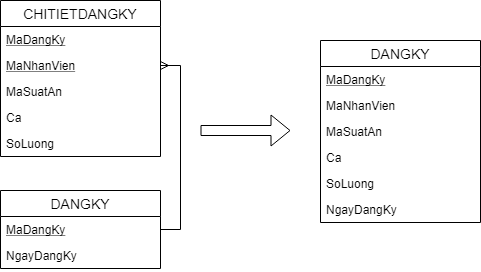 CHITIETDANGKY
MaDangKy
MaNhanVien
MaSuatAn
Ca
SoLuong
DANGKY
MaDangKy
NgayDangKy
DANGKY
MaDangKy
MaNhanVien
MaSuatAn
Ca
SoLuong
NgayDangKy